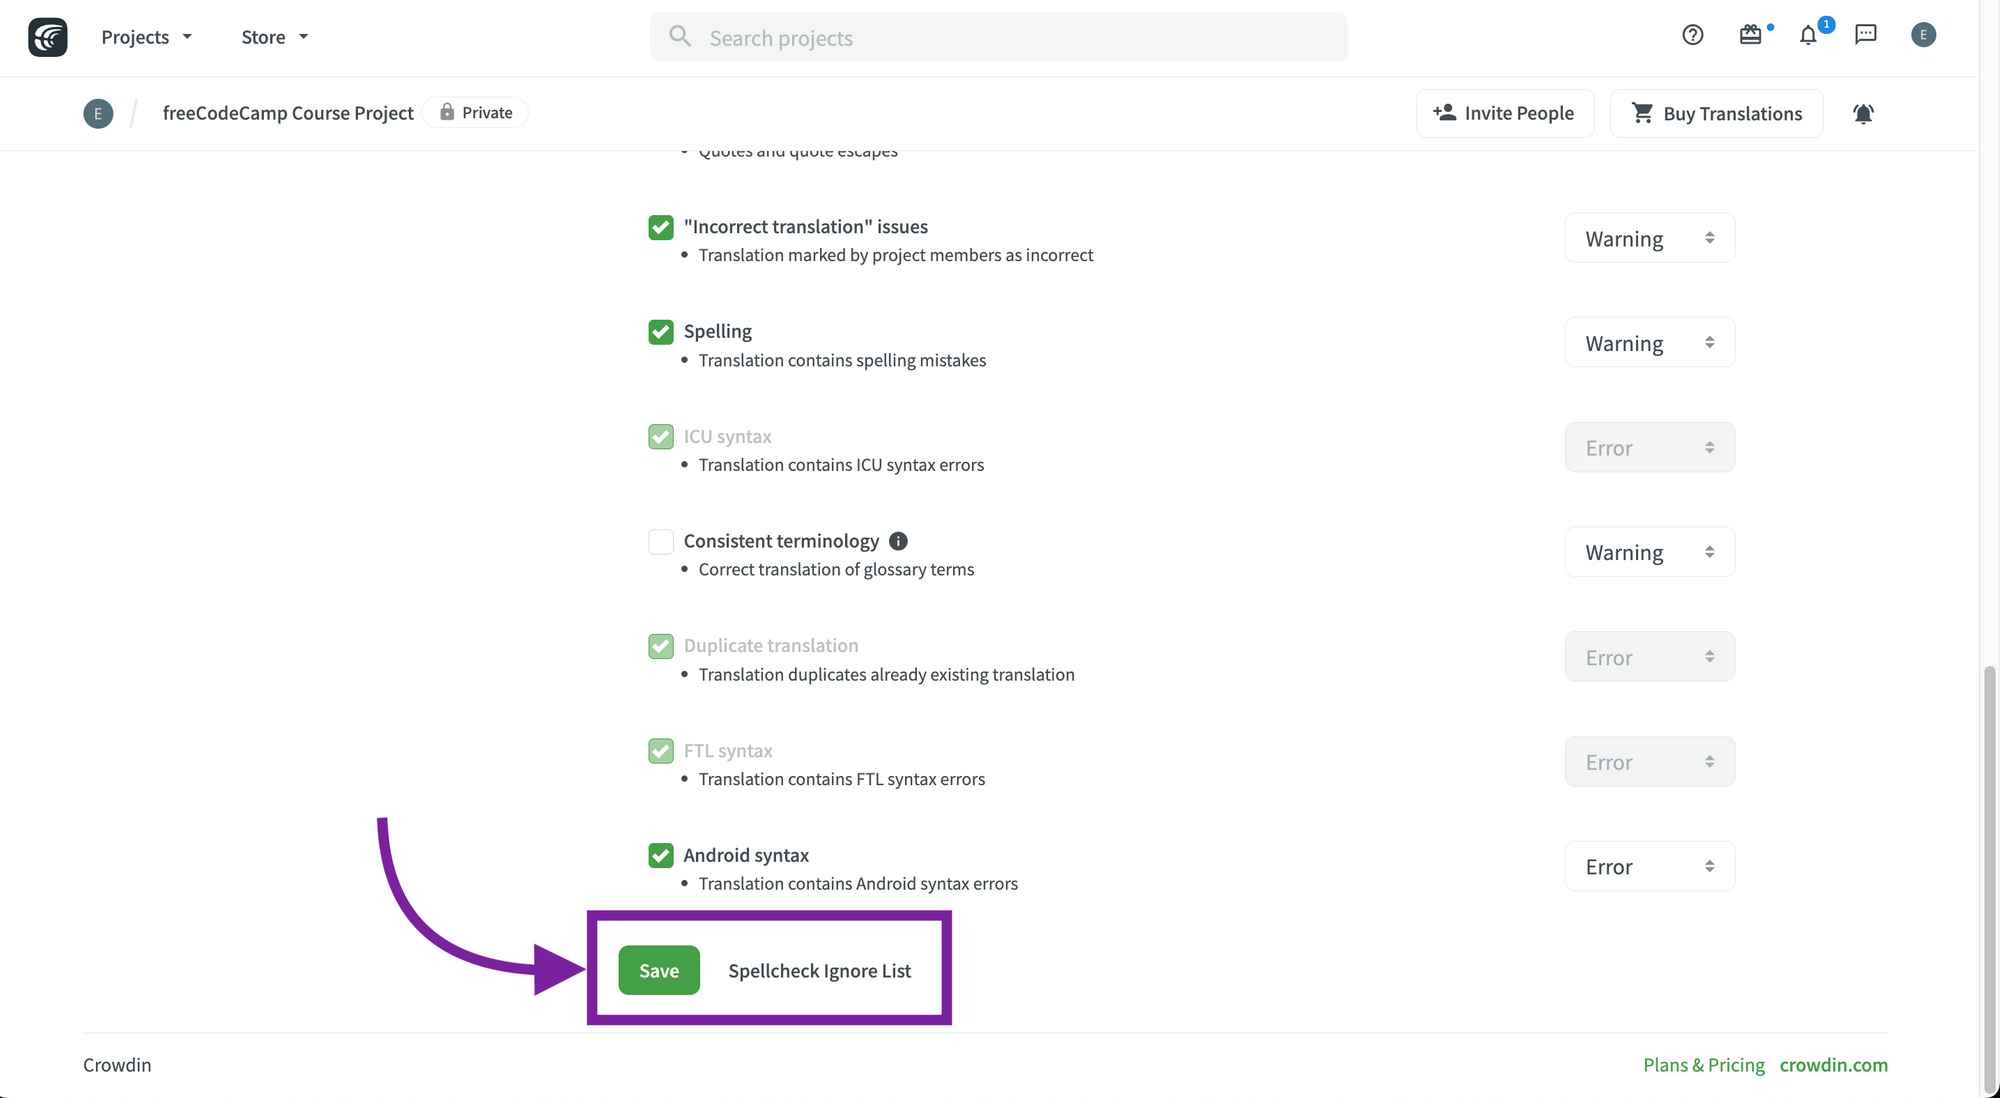 Projects Store Search projects 1 E
E / freeCodeCamp Course Project Private Invite People Buy Translations
Quotes and quote escapes
"Incorrect translation" issues Warning
Translation marked by project members as incorrect
Spelling Warning
Translation contains spelling mistakes
ICU syntax Error
Translation contains ICU syntax errors
Consistent terminology Warning
Correct translation of glossary terms
Duplicate translation Error
Translation duplicates already existing translation
FTL syntax Error
Translation contains FTL syntax errors
Android syntax Error
Translation contains Android syntax errors
Save Spellcheck Ignore List
Crowdin Plans & Pricing crowdin.com